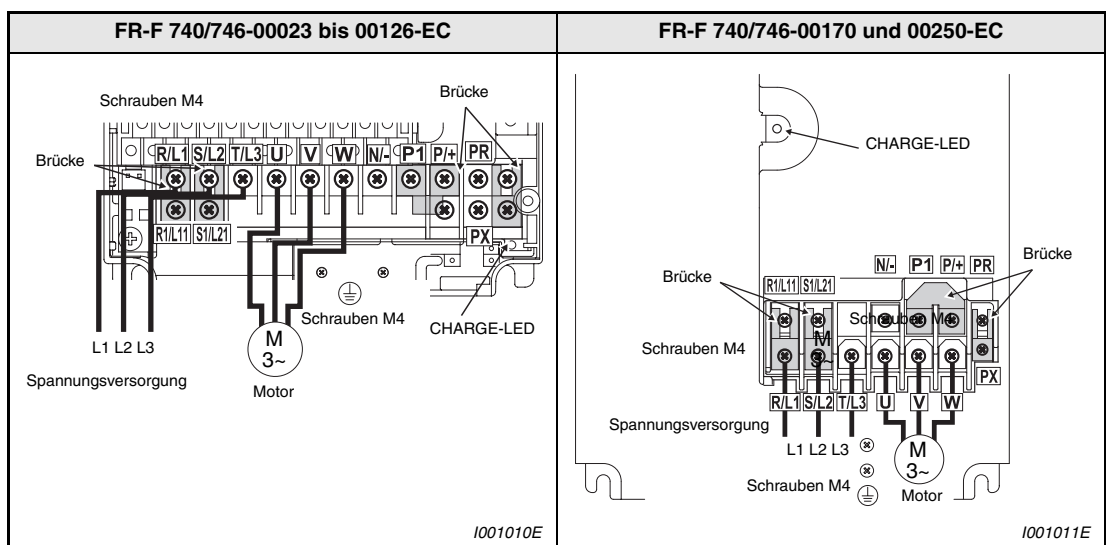 FR-F 740/746-00023 bis 00126-EC
Schrauben M4
Brücke
Brücke
R/L1 S/L2 T/L3 U V W N/- P1 P/+ PR
R1/L11 S1/L21
PX
Schrauben M4
CHARGE-LED
L1 L2 L3
M
3~
Spannungsversorgung
Motor
I001010E
FR-F 740/746-00170 und 00250-EC
CHARGE-LED
N/- P1 P/+ PR
Brücke
Brücke
R1/L11 S1/L21
Schrauben M4
M
3~
Schrauben M4
PX
R/L1 S/L2 T/L3 U V W
Spannungsversorgung
L1 L2 L3
M
3~
Schrauben M4
Motor
I001011E